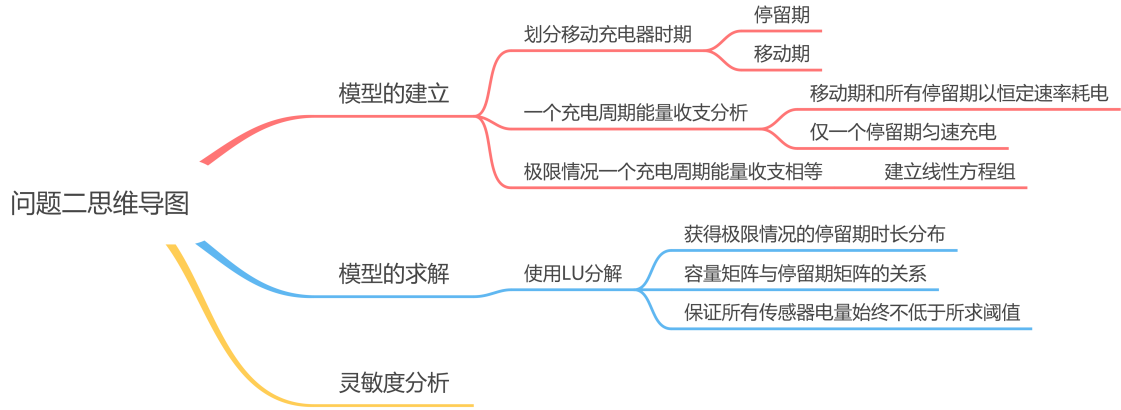 问题二思维导图
模型的建立
划分移动充电器时期
停留期
移动期
一个充电周期能量收支分析
移动期和所有停留期以恒定速率耗电
仅一个停留期匀速充电
极限情况一个充电周期能量收支相等
建立线性方程组
模型的求解
使用LU分解
获得极限情况的停留期时长分布
容量矩阵与停留期矩阵的关系
保证所有传感器电量始终不低于所求阈值
灵敏度分析